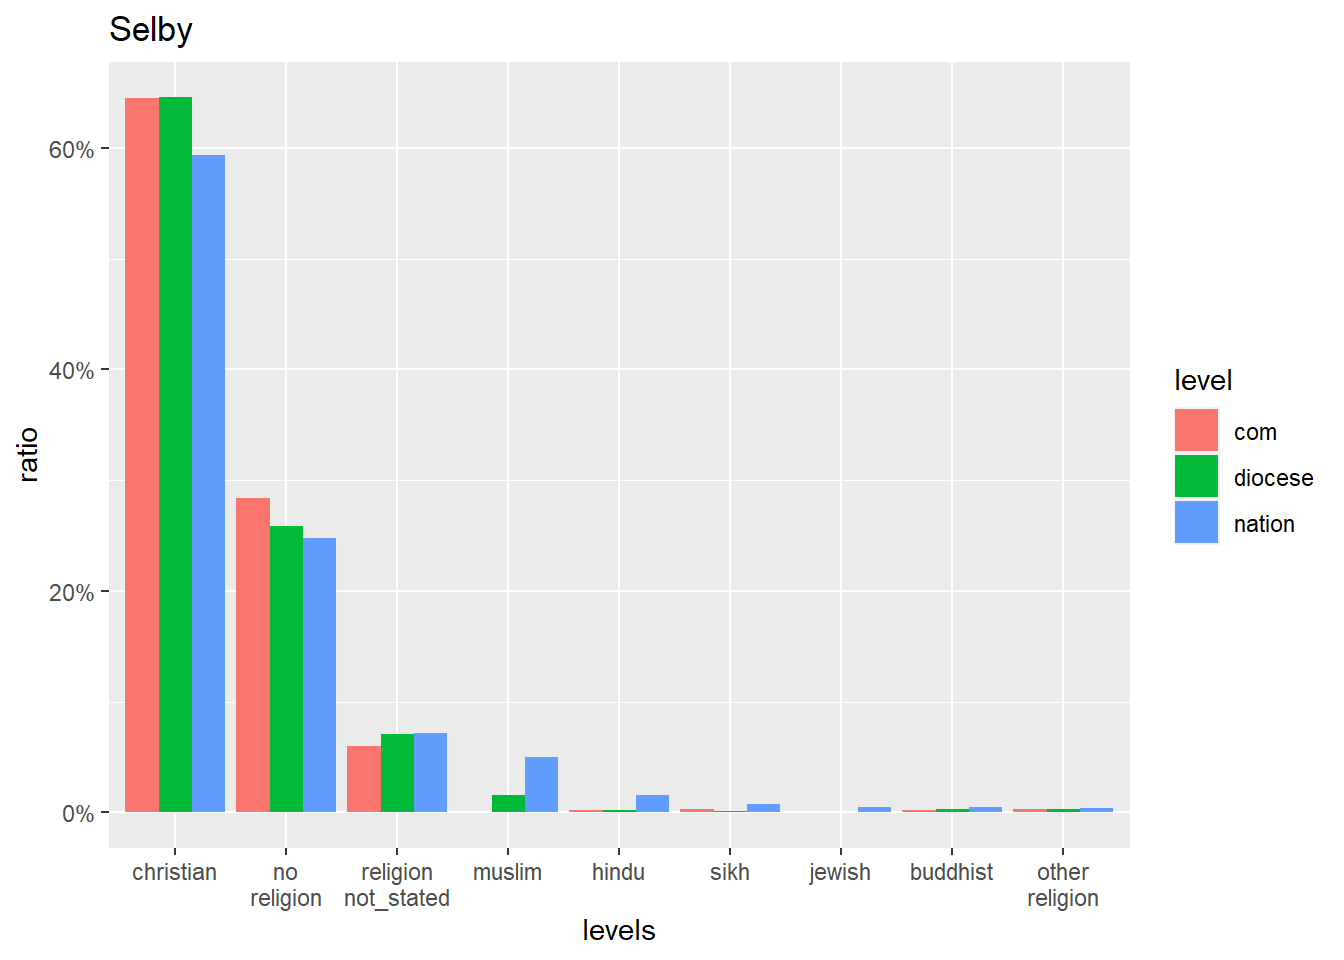 Selby
60%
40%
20%
0%
ratio
christian
no
religion
religion
not_stated
muslim
hindu
sikh
jewish
buddhist
other
religion
levels
level
com
diocese
nation